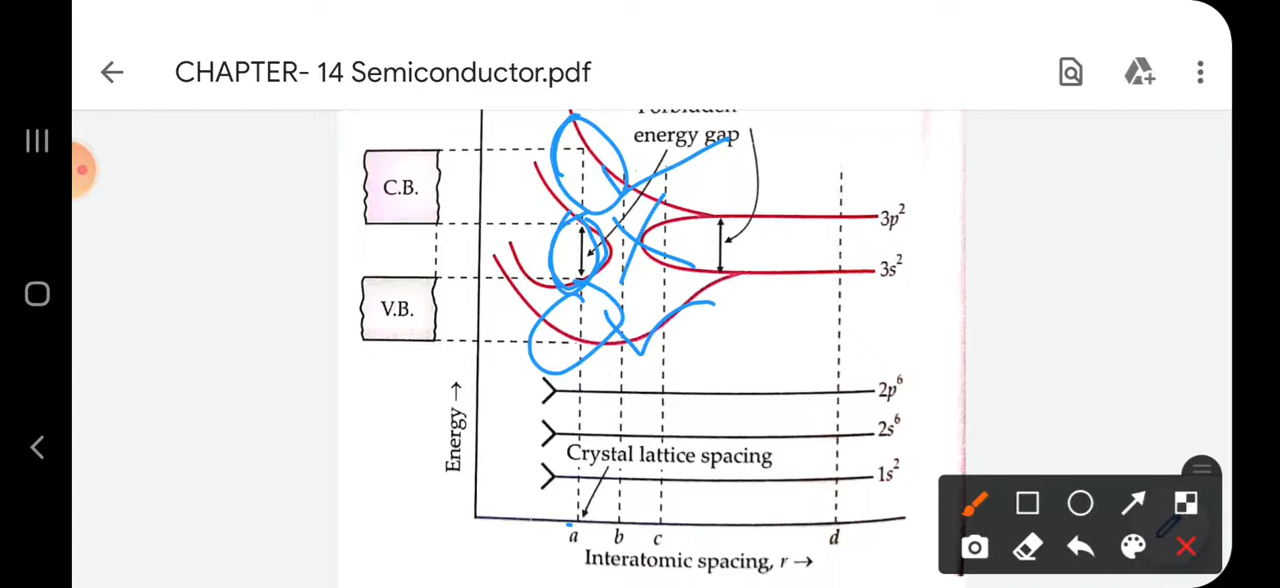 CHAPTER- 14 Semiconductor.pdf
energy gap
C.B.
3p²
3s²
V.B.
2p⁶
2s⁶
1s²
Energy →
Crystal lattice spacing
a b c d
Interatomic spacing, r →